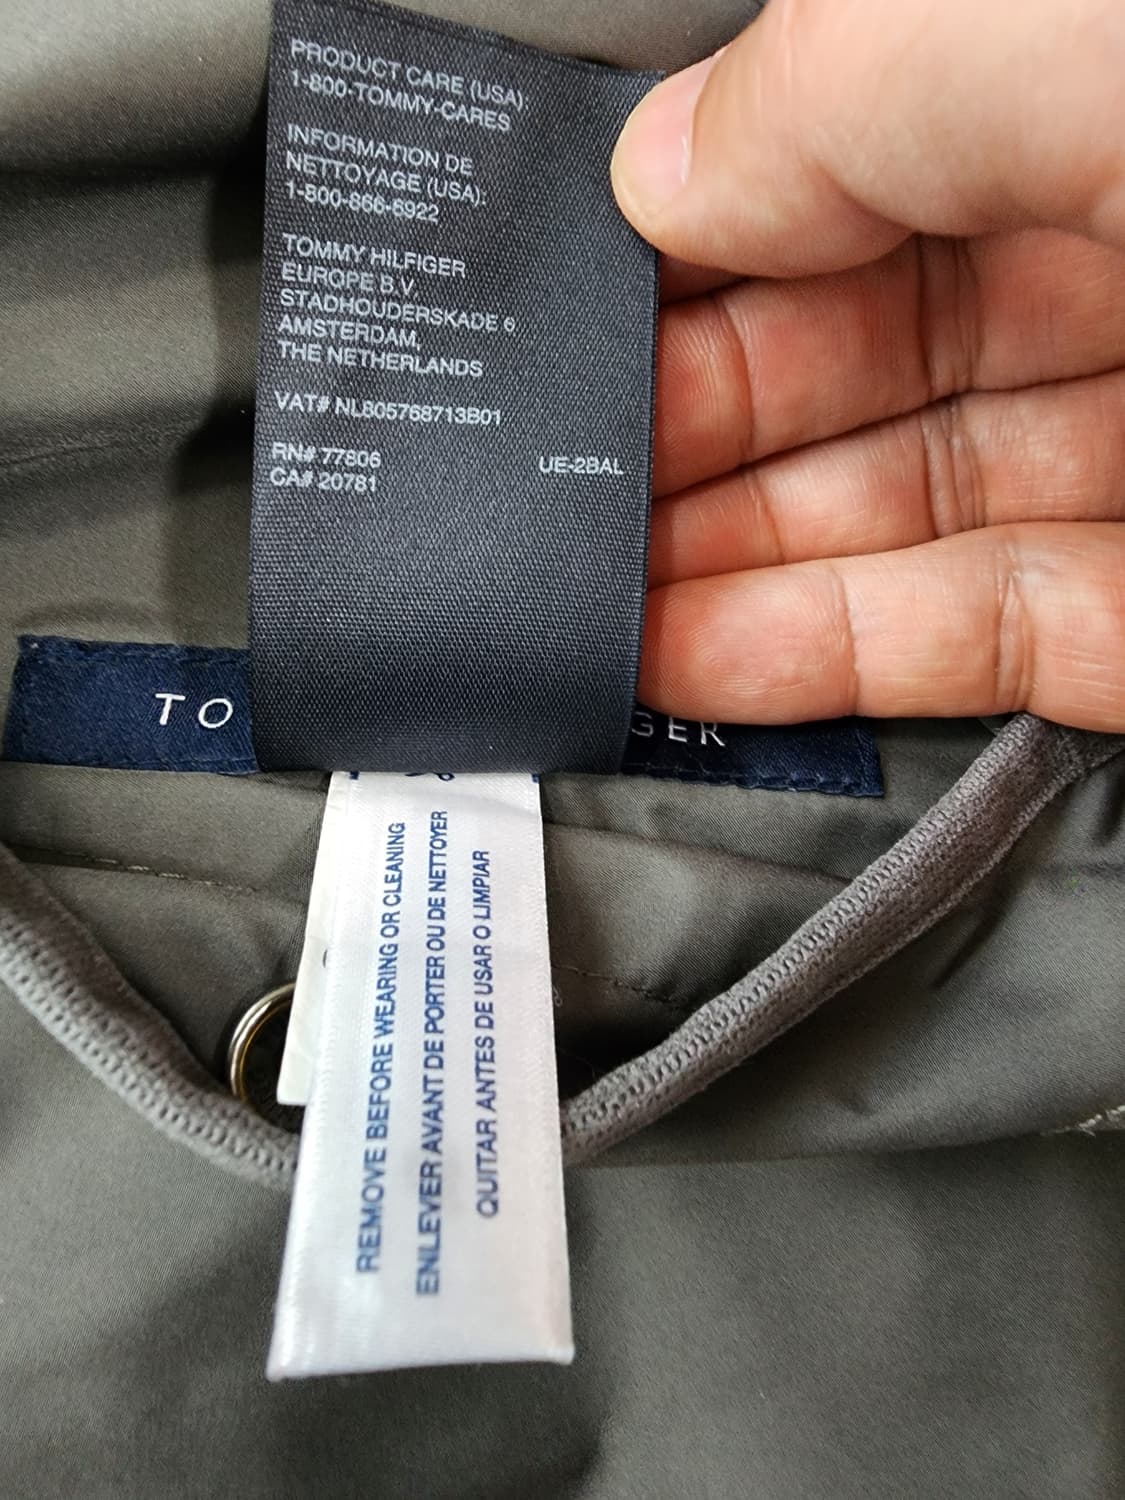 PRODUCT CARE (USA):
1-800-TOMMY-CARES
INFORMATION DE
NETTOYAGE (USA):
1-800-866-6922
TOMMY HILFIGER
EUROPE B.V.
STADHOUDERSKADE 6
AMSTERDAM,
THE NETHERLANDS
VAT# NL805768713B01
RN# 77806
CA# 20781
UE-2BAL
TO
GER
REMOVE BEFORE WEARING OR CLEANING
ENLEVER AVANT DE PORTER OU DE NETTOYER
QUITAR ANTES DE USAR O LIMPIAR